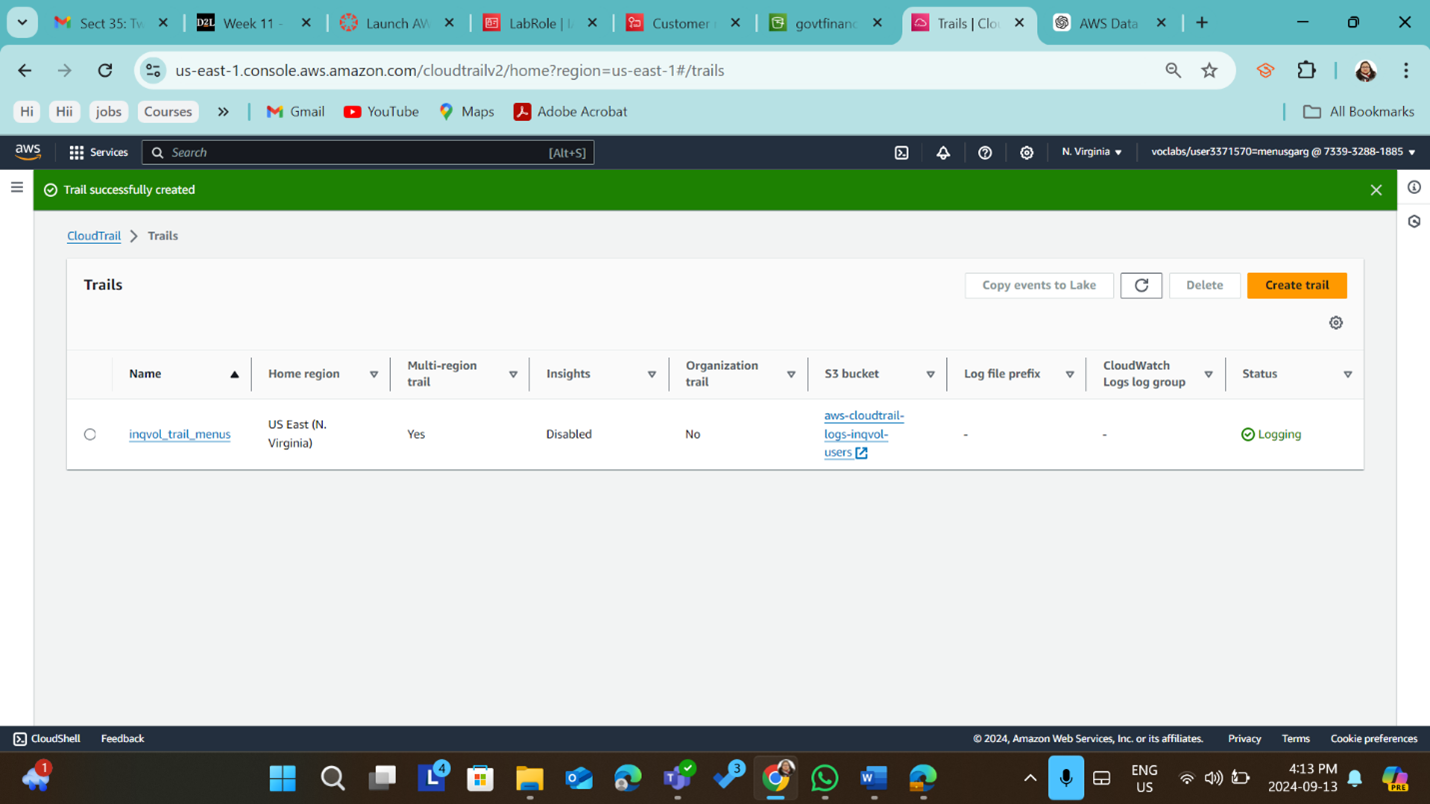 Sect 35: Tw
D2L Week 11 -
Launch AW
LabRole | I
Customer
govtfinanc
Trails | Clo
AWS Data
us-east-1.console.aws.amazon.com/cloudtrailv2/home?region=us-east-1#/trails
Hi Hii jobs Courses » Gmail YouTube Maps Adobe Acrobat All Bookmarks
aws Services Search [Alt+S] N. Virginia voclabs/user3371570=menusgarg @ 7339-3288-1885
Trail successfully created
CloudTrail > Trails
Trails Copy events to Lake Delete Create trail
Name Home region Multi-region trail Insights Organization trail S3 bucket Log file prefix CloudWatch Logs log group Status
inqvol_trail_menus US East (N. Virginia) Yes Disabled No aws-cloudtrail-logs-inqvol-users - - Logging
CloudShell Feedback © 2024, Amazon Web Services, Inc. or its affiliates. Privacy Terms Cookie preferences
1 L 4 3 W ENG US 4:13 PM 2024-09-13 PRE